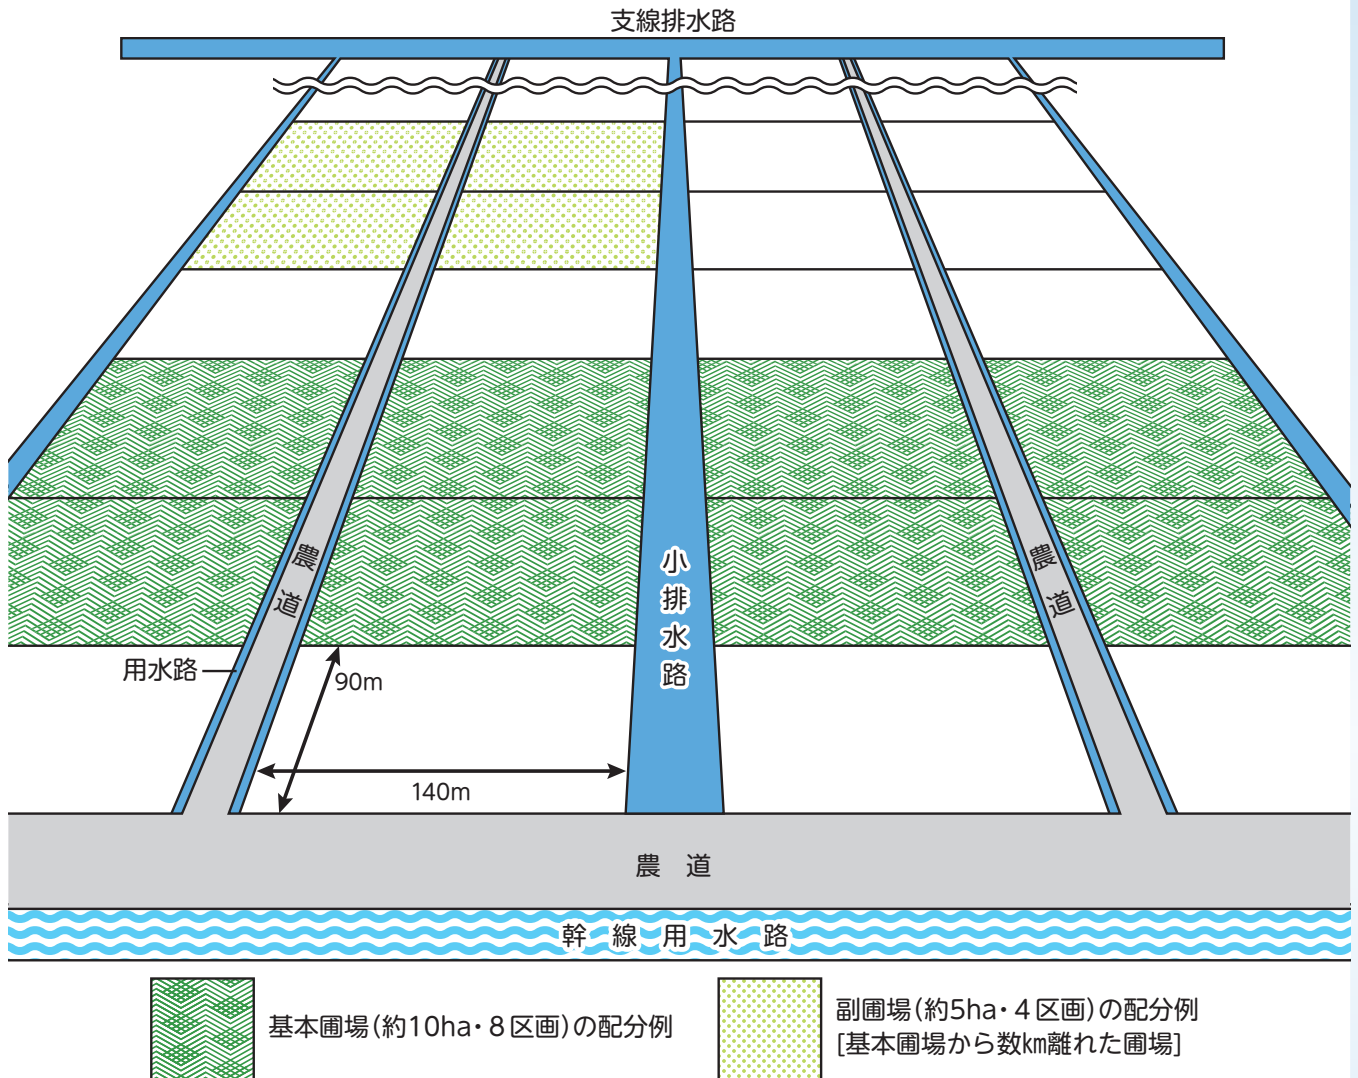 支線排水路
農道
農道
小排水路
用水路
90m
140m
農 道
幹 線 用 水 路
基本圃場(約10ha・8区画)の配分例
副圃場(約5ha・4区画)の配分例
[基本圃場から数㎞離れた圃場]